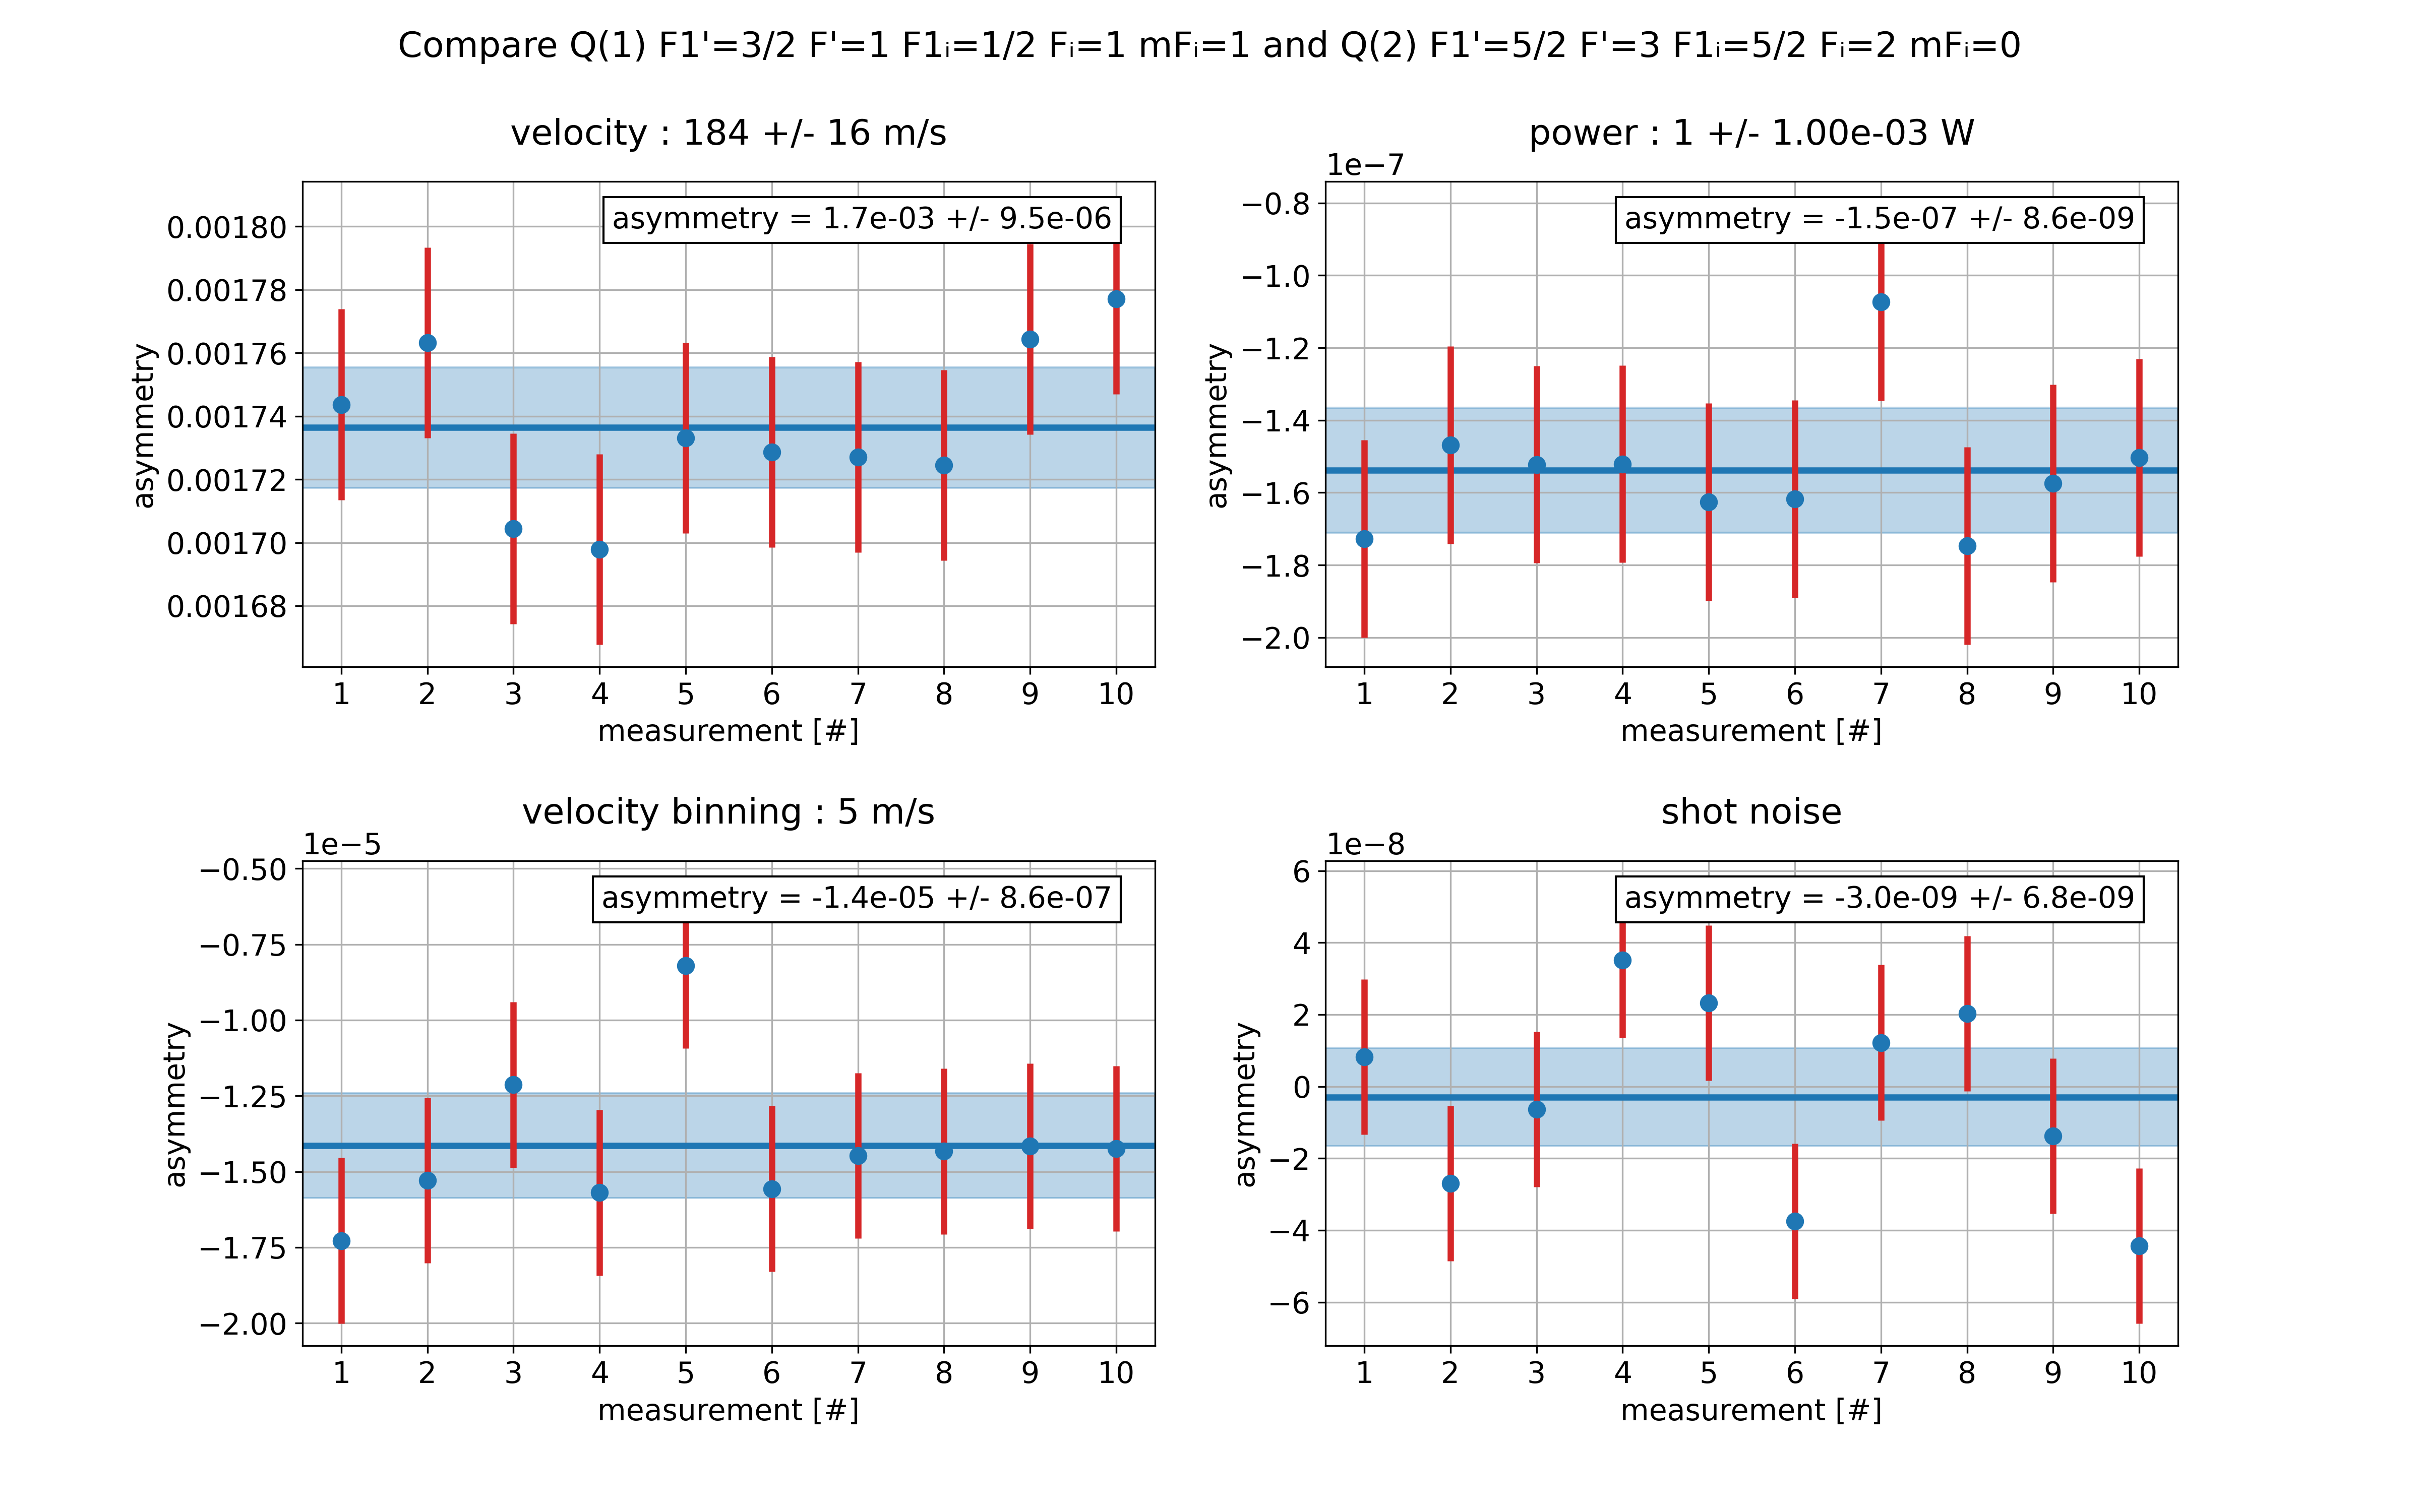 Compare Q(1) F1'=3/2 F'=1 F1ᵢ=1/2 Fᵢ=1 mFᵢ=1 and Q(2) F1'=5/2 F'=3 F1ᵢ=5/2 Fᵢ=2 mFᵢ=0
velocity : 184 +/- 16 m/s
asymmetry = 1.7e-03 +/- 9.5e-06
0.00180
0.00178
0.00176
0.00174
0.00172
0.00170
0.00168
asymmetry
1 2 3 4 5 6 7 8 9 10
measurement [#]
power : 1 +/- 1.00e-03 W
1e−7
asymmetry = -1.5e-07 +/- 8.6e-09
−0.8
−1.0
−1.2
−1.4
−1.6
−1.8
−2.0
asymmetry
1 2 3 4 5 6 7 8 9 10
measurement [#]
velocity binning : 5 m/s
1e−5
asymmetry = -1.4e-05 +/- 8.6e-07
−0.50
−0.75
−1.00
−1.25
−1.50
−1.75
−2.00
asymmetry
1 2 3 4 5 6 7 8 9 10
measurement [#]
shot noise
1e−8
asymmetry = -3.0e-09 +/- 6.8e-09
6
4
2
0
−2
−4
−6
asymmetry
1 2 3 4 5 6 7 8 9 10
measurement [#]